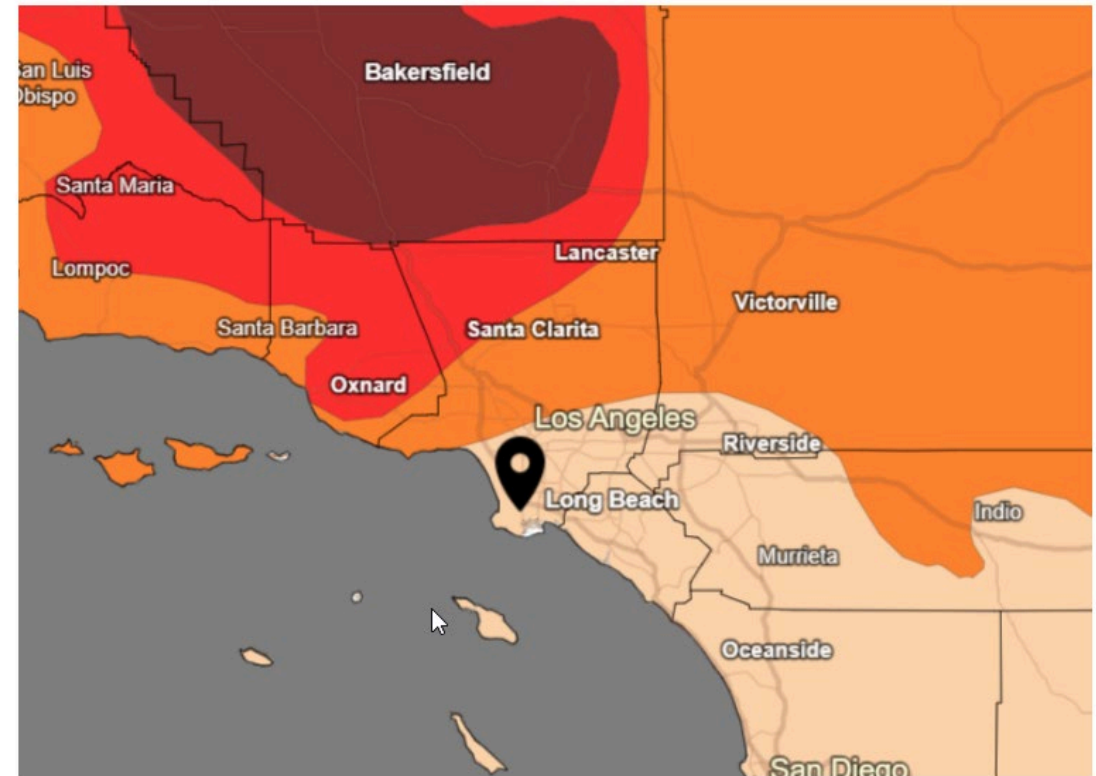 Bakersfield
San Luis
Obispo
Santa Maria
Lancaster
Lompoc
Victorville
Santa Barbara
Santa Clarita
Oxnard
Los Angeles
Riverside
Long Beach
Indio
Murrieta
Oceanside
San Diego